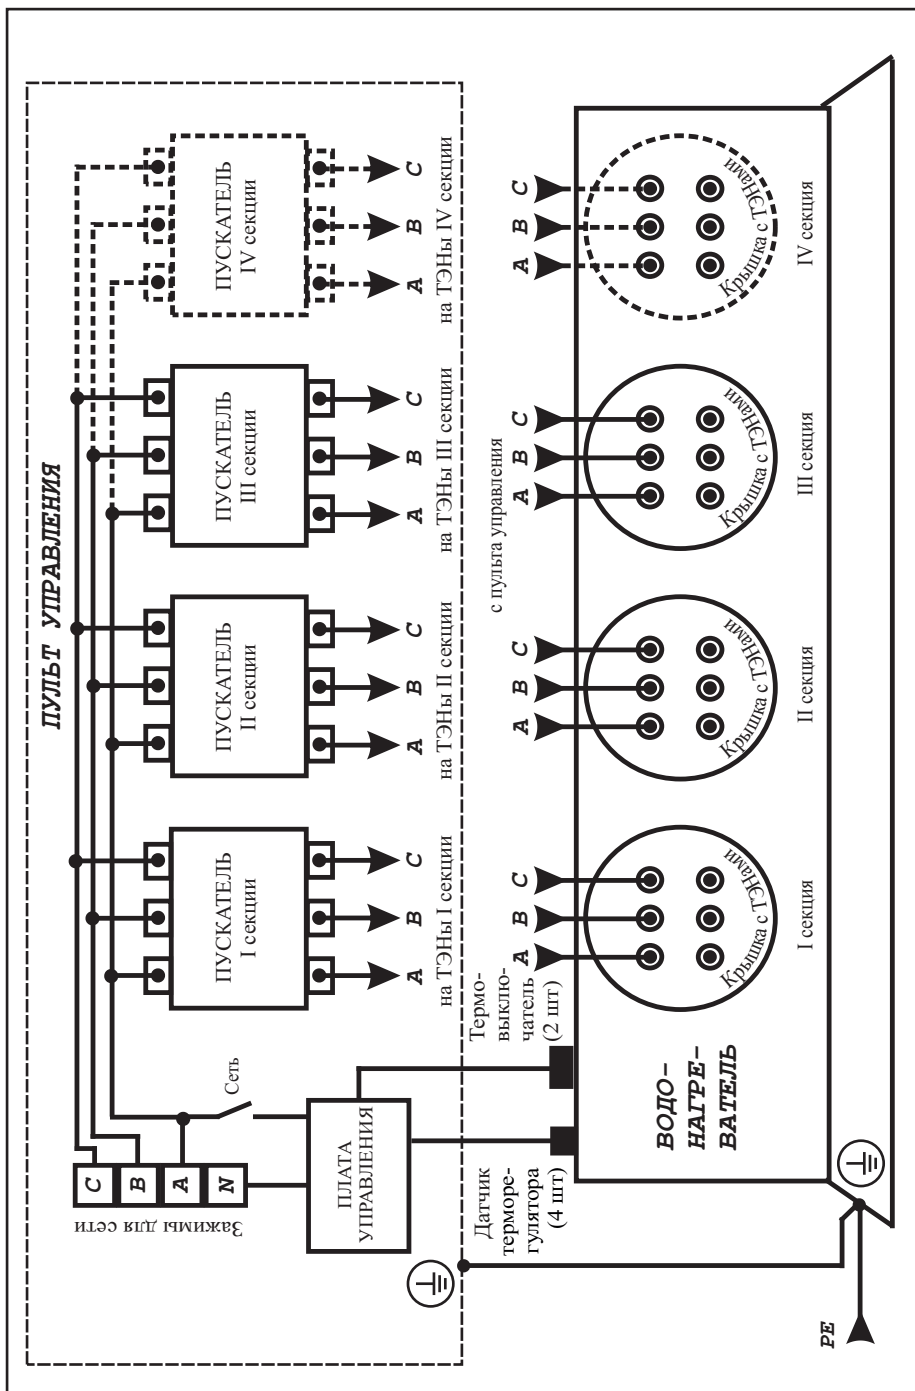 ПУЛЬТ УПРАВЛЕНИЯ
Зажимы для сети
C
B
A
N
Сеть
ПЛАТА
УПРАВЛЕНИЯ
ПУСКАТЕЛЬ
I секции
A
B
C
на ТЭНы I секции
ПУСКАТЕЛЬ
II секции
A
B
C
на ТЭНы II секции
ПУСКАТЕЛЬ
III секции
A
B
C
на ТЭНы III секции
ПУСКАТЕЛЬ
IV секции
A
B
C
на ТЭНы IV секции
Датчик
терморе-
гулятора
(4 шт)
Термо-
выклю-
чатель
(2 шт)
с пульта управления
A
B
C
A
B
C
A
B
C
A
B
C
ВОДО-
НАГРЕ-
ВАТЕЛЬ
Крышка с ТЭНами
I секция
Крышка с ТЭНами
II секция
Крышка с ТЭНами
III секция
Крышка с ТЭНами
IV секция
PE